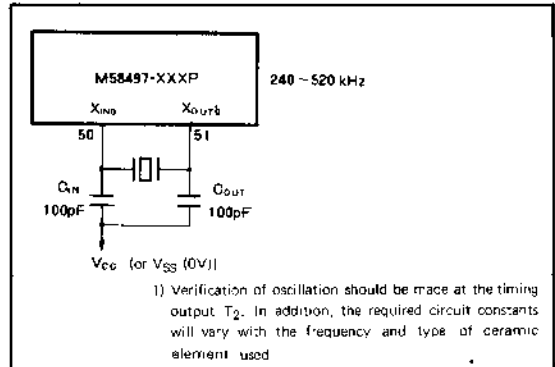 M58497-XXXP
240 ~ 520 kHz
XIN0 XOUT0
50 51
CIN COUT
100pF 100pF
VCC (or VSS (0V))
1) Verification of oscillation should be made at the timing
output T2. In addition, the required circuit constants
will vary with the frequency and type of ceramic
element used